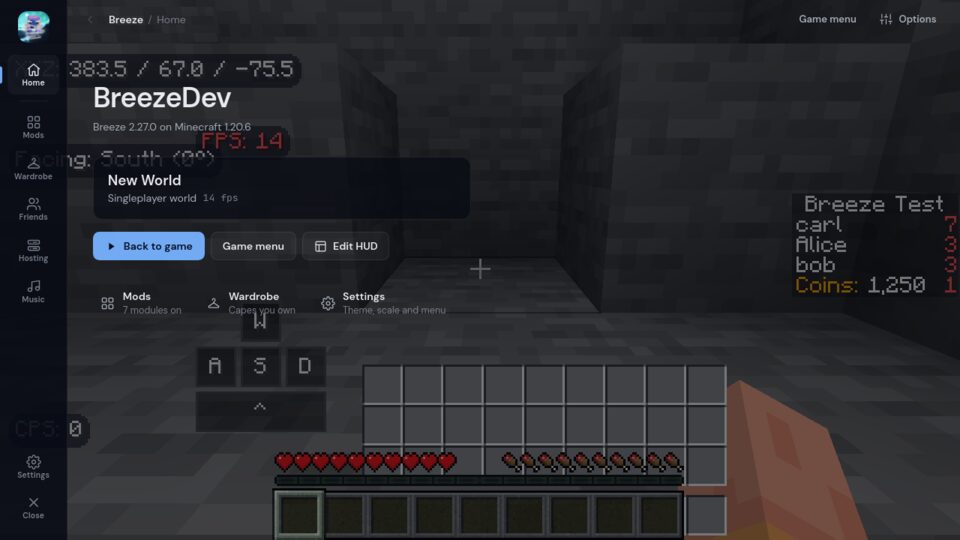 Breeze / Home
Game menu
Options
XYZ: 383.5 / 67.0 / -75.5
Home
BreezeDev
Breeze 2.27.0 on Minecraft 1.20.6
Mods
FPS: 14
Facing: South (0°)
Wardrobe
New World
Singleplayer world 14 fps
Friends
Breeze Test
carl 7
Alice 3
bob 3
Coins: 1,250 1
Hosting
Back to game
Game menu
Edit HUD
Music
Mods
7 modules on
Wardrobe
Capes you own
Settings
Theme, scale and menu
W
A S D
^
CPS: 0
Settings
Close